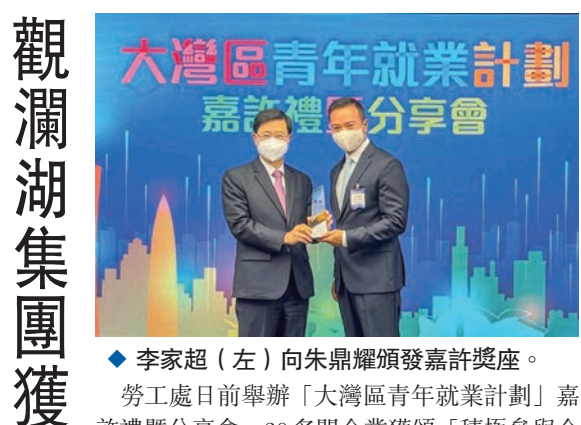 觀瀾湖集團獲
大灣區青年就業計劃
嘉許禮暨分享會
◆ 李家超（左）向朱鼎耀頒發嘉許獎座。
勞工處日前舉辦「大灣區青年就業計劃」嘉